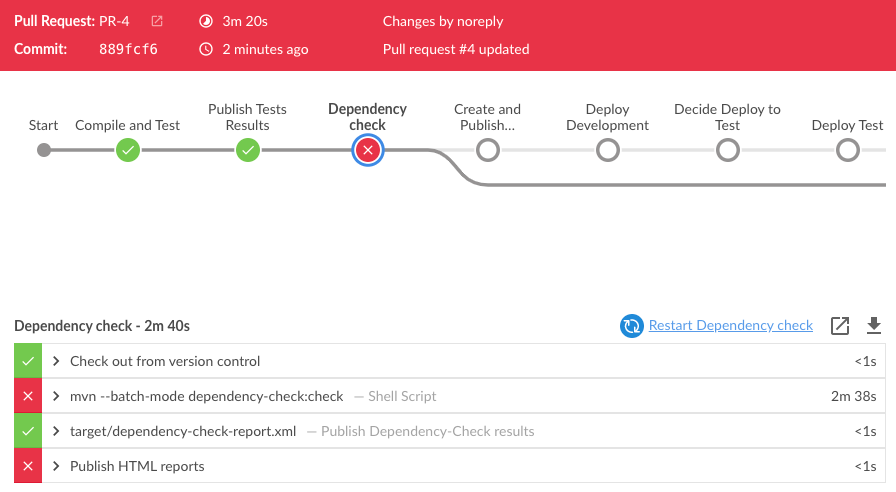 Pull Request: PR-4 3m 20s Changes by noreply
Commit: 889fcf6 2 minutes ago Pull request #4 updated
Start
Compile and Test
Publish Tests
Results
Dependency
check
Create and
Publish...
Deploy
Development
Decide Deploy to
Test
Deploy Test
Dependency check - 2m 40s Restart Dependency check
Check out from version control <1s
mvn --batch-mode dependency-check:check — Shell Script 2m 38s
target/dependency-check-report.xml — Publish Dependency-Check results <1s
Publish HTML reports <1s